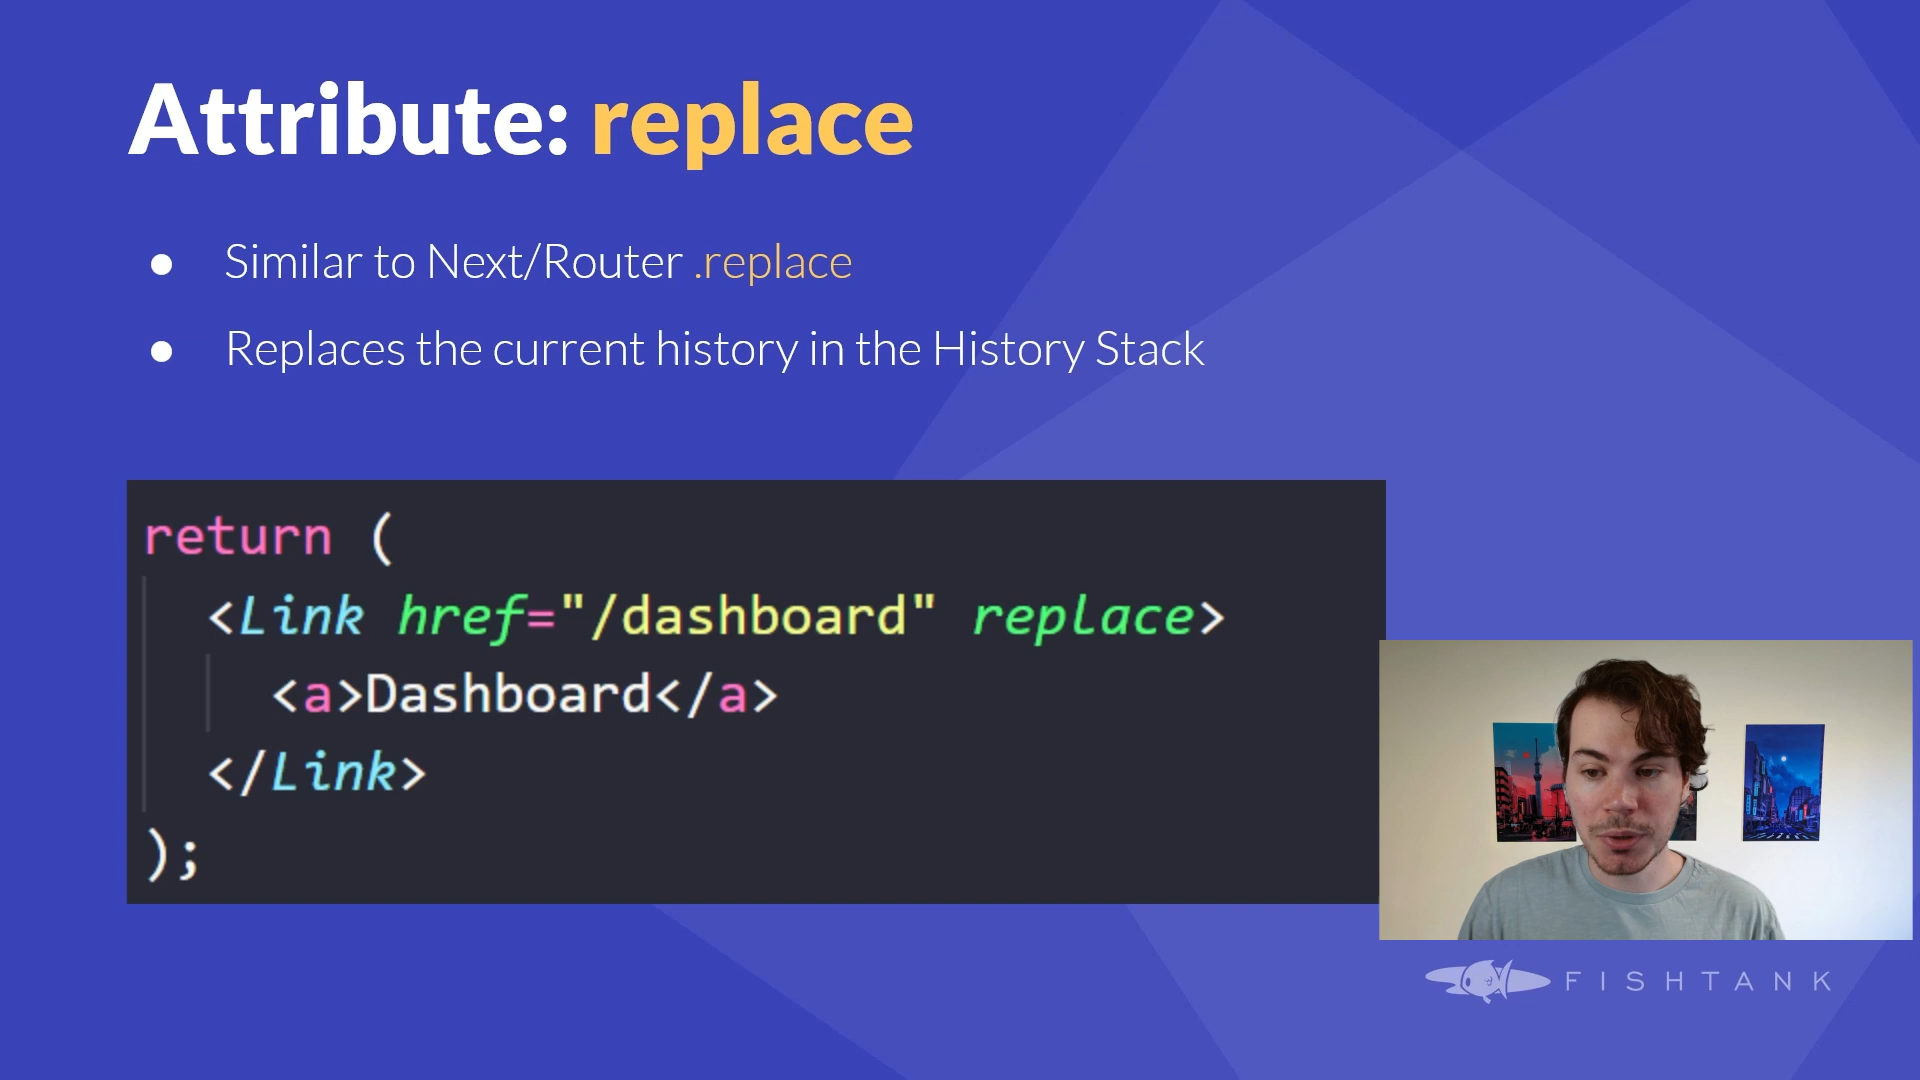 Attribute: replace
● Similar to Next/Router .replace
● Replaces the current history in the History Stack
return (
<Link href="/dashboard" replace>
<a>Dashboard</a>
</Link>
);
FISHTANK